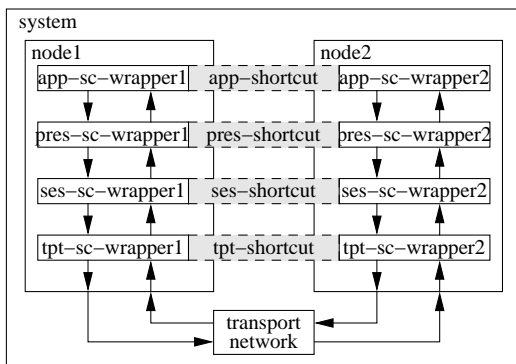 system
node1 node2
app-sc-wrapper1 app-shortcut app-sc-wrapper2
pres-sc-wrapper1 pres-shortcut pres-sc-wrapper2
ses-sc-wrapper1 ses-shortcut ses-sc-wrapper2
tpt-sc-wrapper1 tpt-shortcut tpt-sc-wrapper2
transport
network